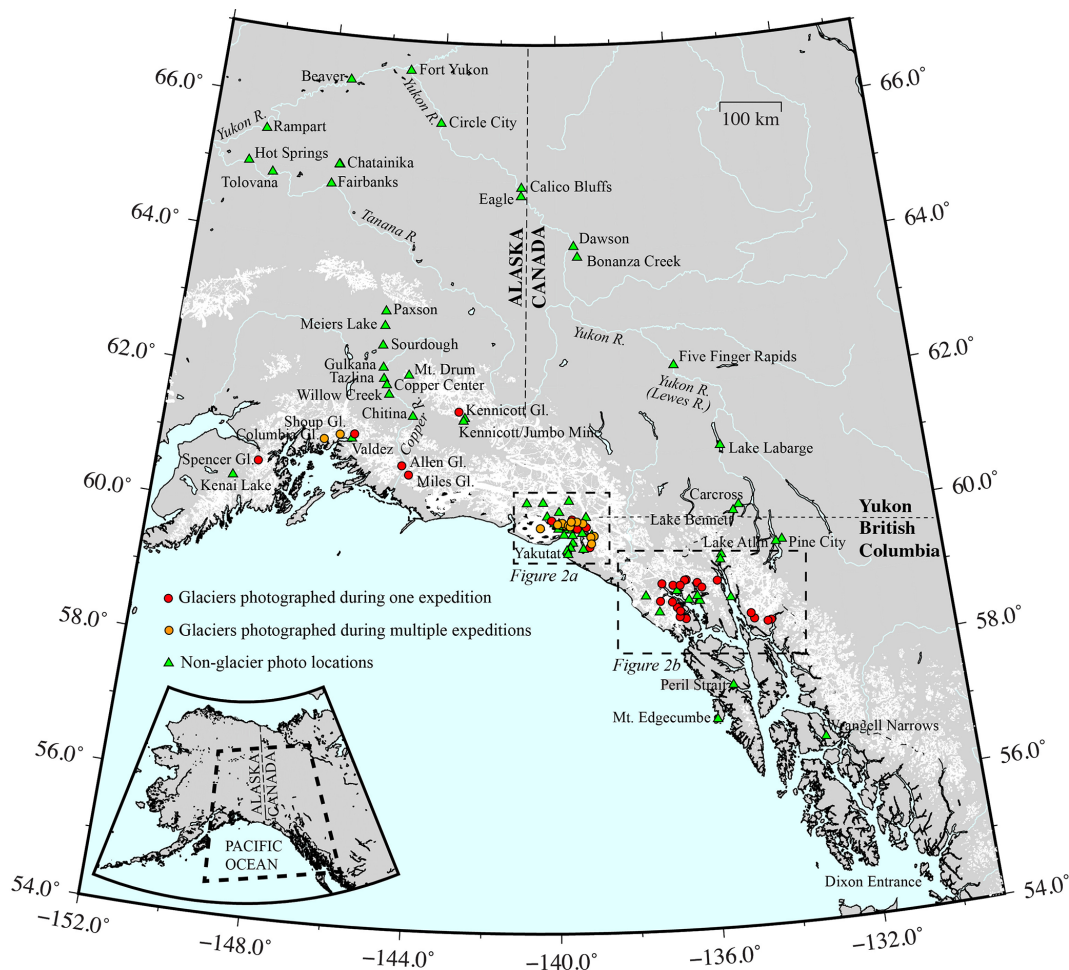 66.0°
66.0°
64.0°
64.0°
62.0°
62.0°
60.0°
60.0°
58.0°
58.0°
56.0°
56.0°
54.0°
54.0°
−152.0°
−148.0°
−144.0°
−140.0°
−136.0°
−132.0°
100 km
Beaver
Fort Yukon
Yukon R.
Yukon R.
Rampart
Circle City
Hot Springs
Chatainika
Tolovana
Fairbanks
Calico Bluffs
Eagle
Tanana R.
ALASKA
CANADA
Dawson
Bonanza Creek
Paxson
Meiers Lake
Sourdough
Yukon R.
Five Finger Rapids
Yukon R.
(Lewes R.)
Gulkana
Mt. Drum
Tazlina
Copper Center
Willow Creek
Chitina
Copper R.
Kennicott Gl.
Kennicott/Jumbo Mine
Shoup Gl.
Columbia Gl.
Valdez
Spencer Gl.
Kenai Lake
Allen Gl.
Miles Gl.
Lake Labarge
Carcross
Lake Bennett
Lake Atlin
Pine City
Yukon
British
Columbia
Yakutat
Figure 2a
Figure 2b
Glaciers photographed during one expedition
Glaciers photographed during multiple expeditions
Non-glacier photo locations
Peril Strait
Mt. Edgecumbe
Wrangell Narrows
Dixon Entrance
ALASKA
CANADA
PACIFIC
OCEAN